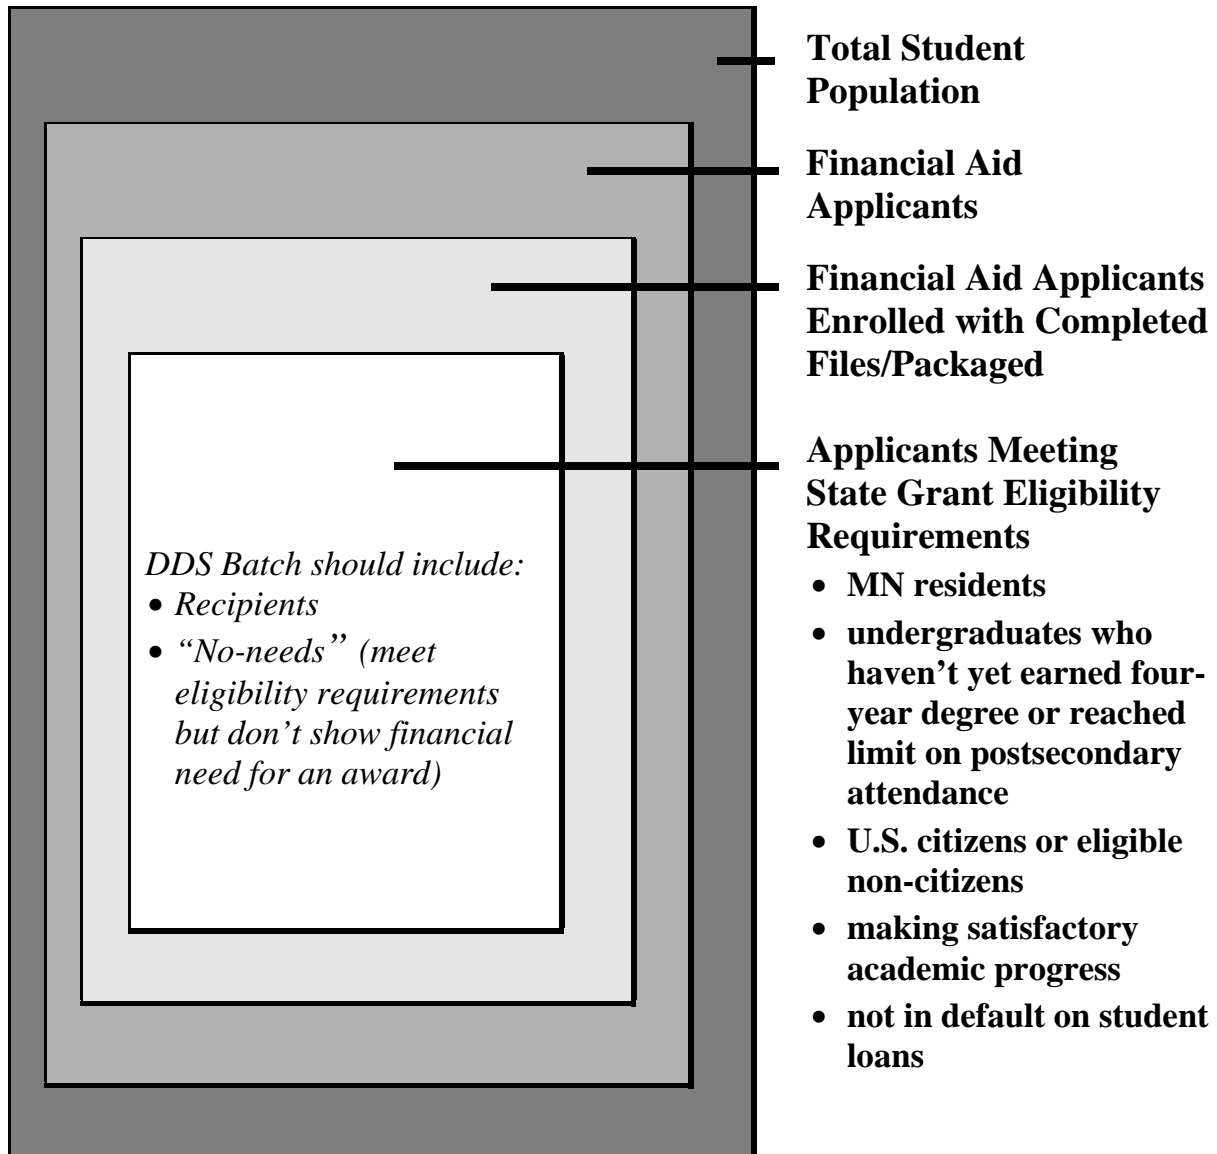 Total Student
Population
Financial Aid
Applicants
Financial Aid Applicants
Enrolled with Completed
Files/Packaged
Applicants Meeting
State Grant Eligibility
Requirements
• MN residents
• undergraduates who
haven’t yet earned four-
year degree or reached
limit on postsecondary
attendance
• U.S. citizens or eligible
non-citizens
• making satisfactory
academic progress
• not in default on student
loans
DDS Batch should include:
• Recipients
• “No-needs” (meet
eligibility requirements
but don’t show financial
need for an award)